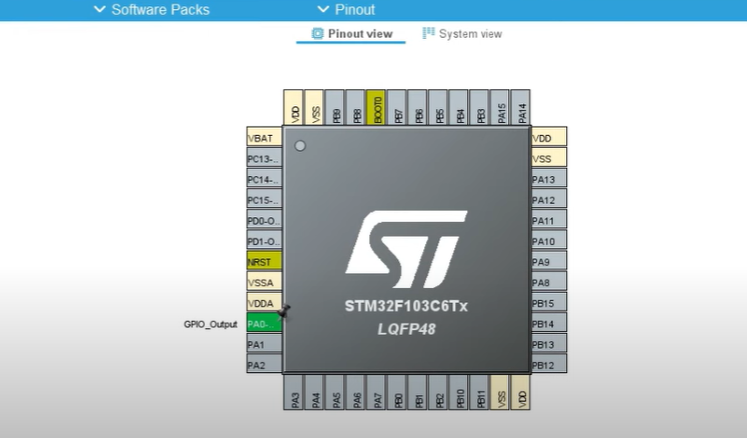 Software Packs
Pinout
Pinout view
System view
VDD
VSS
PB9
PB8
BOOT0
PB7
PB6
PB5
PB4
PB3
PA15
PA14
VBAT
PC13-..
PC14-..
PC15-..
PD0-O..
PD1-O..
NRST
VSSA
VDDA
GPIO_Output
PA0-..
PA1
PA2
VDD
VSS
PA13
PA12
PA11
PA10
PA9
PA8
PB15
PB14
PB13
PB12
ST
STM32F103C6Tx
LQFP48
PA3
PA4
PA5
PA6
PA7
PB0
PB1
PB2
PB10
PB11
VSS
VDD